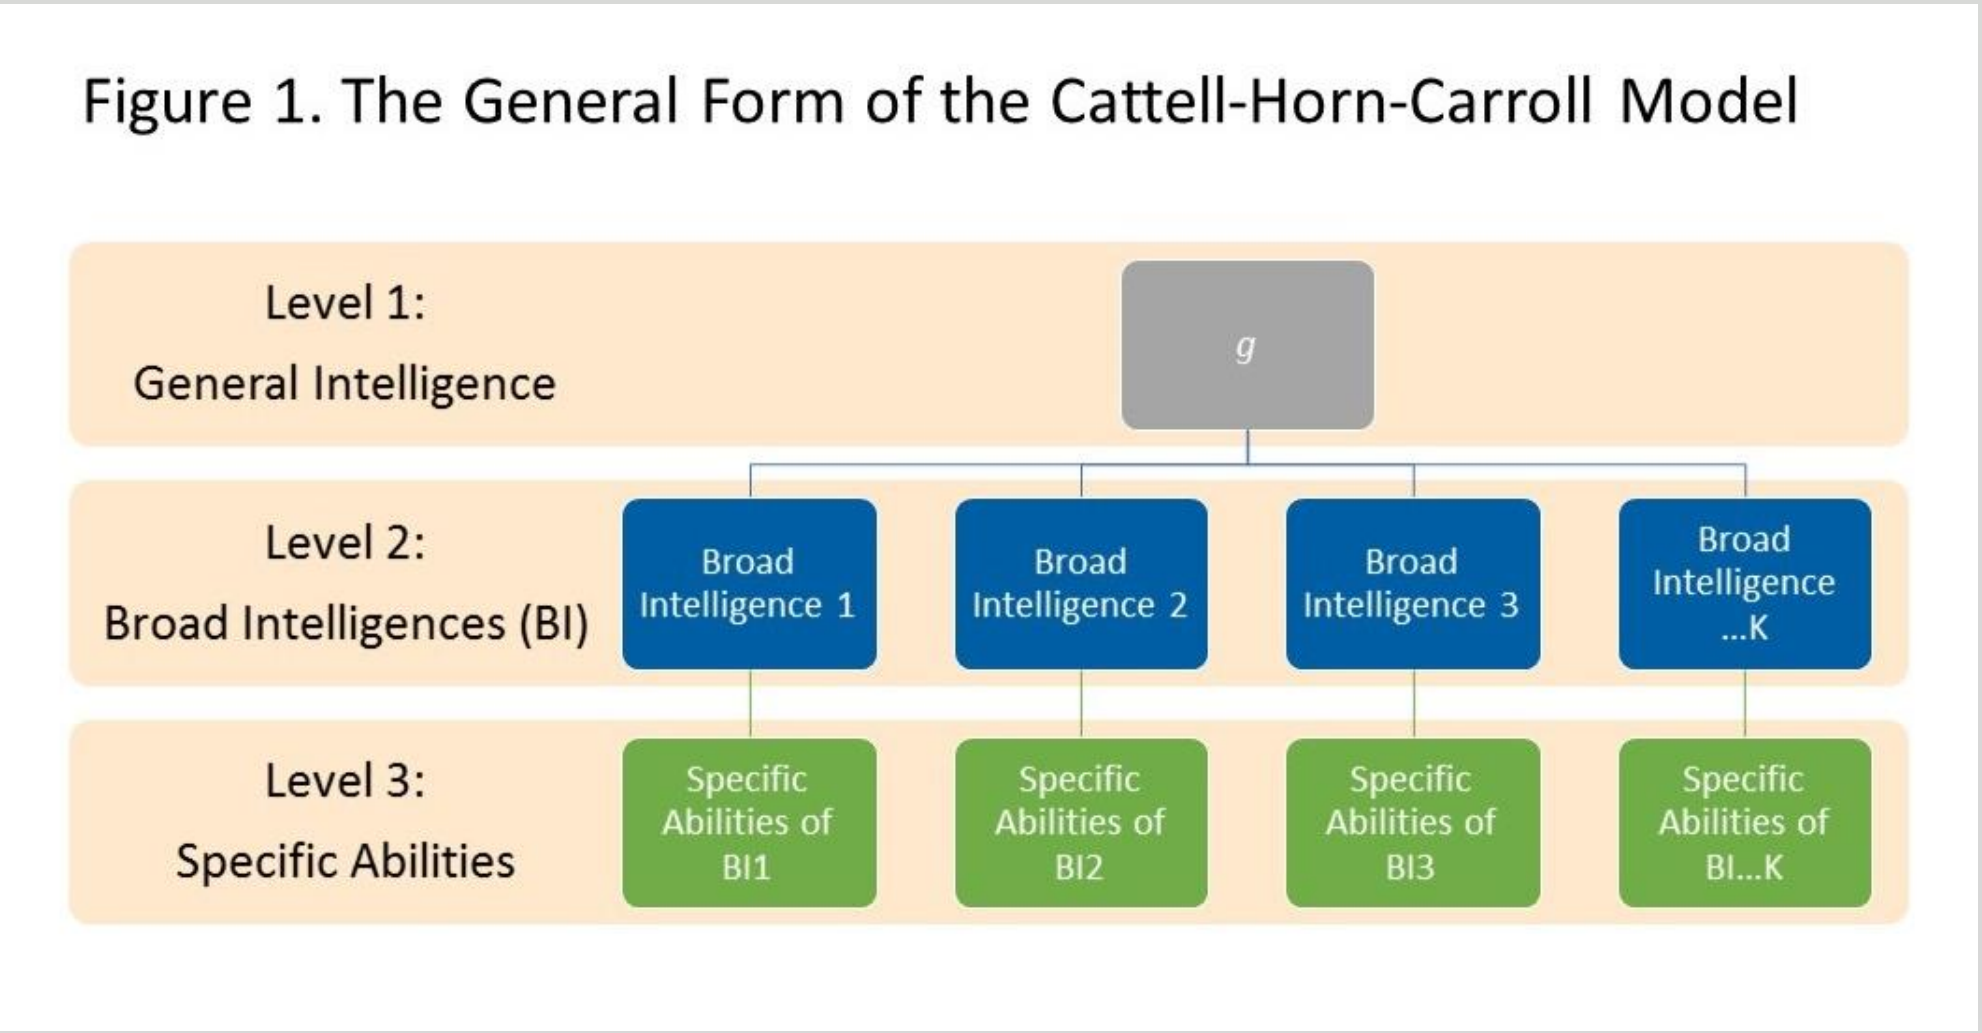 Figure 1. The General Form of the Cattell-Horn-Carroll Model
Level 1:
General Intelligence
g
Level 2:
Broad Intelligences (BI)
Broad
Intelligence 1
Broad
Intelligence 2
Broad
Intelligence 3
Broad
Intelligence
...K
Level 3:
Specific Abilities
Specific
Abilities of
BI1
Specific
Abilities of
BI2
Specific
Abilities of
BI3
Specific
Abilities of
BI...K